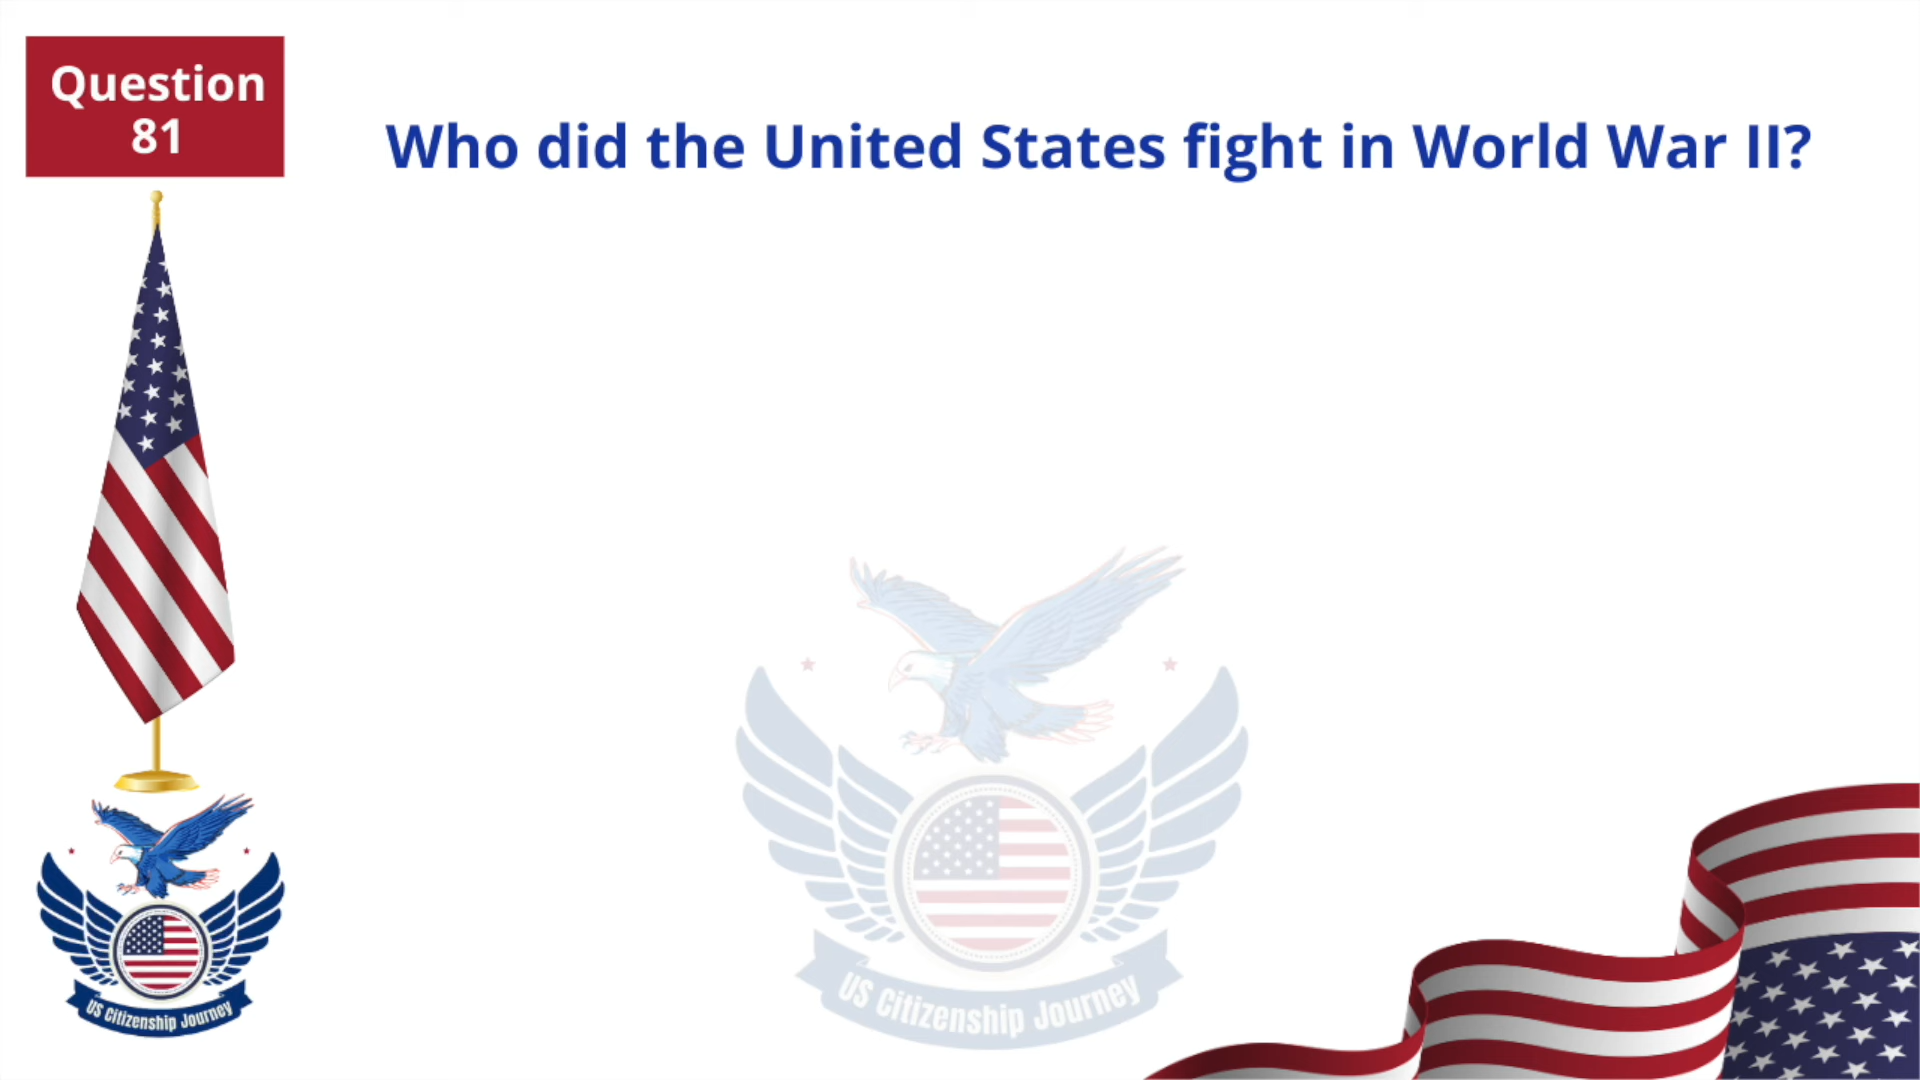 Question
81
Who did the United States fight in World War II?
US Citizenship Journey
US Citizenship Journey